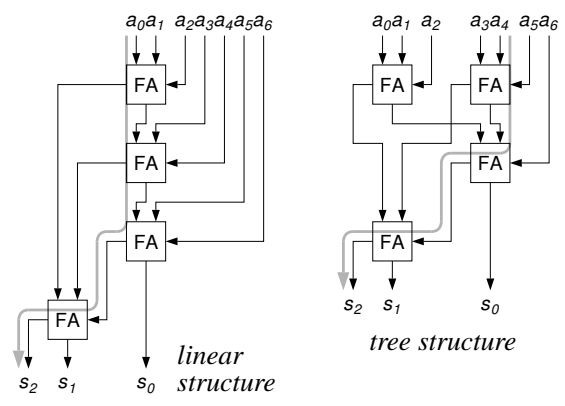 a0a1 a2a3a4a5a6
a0a1 a2 a3a4 a5a6
FA
FA FA
FA
FA
FA
FA
FA
s2 s1 s0
tree structure
linear
structure
s2 s1 s0